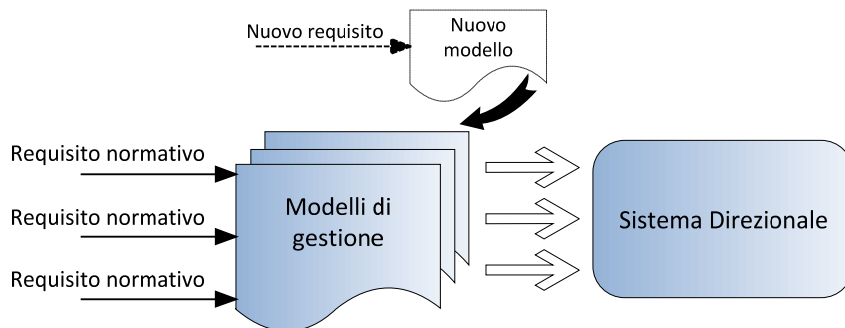 Nuovo requisito
Nuovo
modello
Requisito normativo
Requisito normativo
Requisito normativo
Modelli di
gestione
Sistema Direzionale